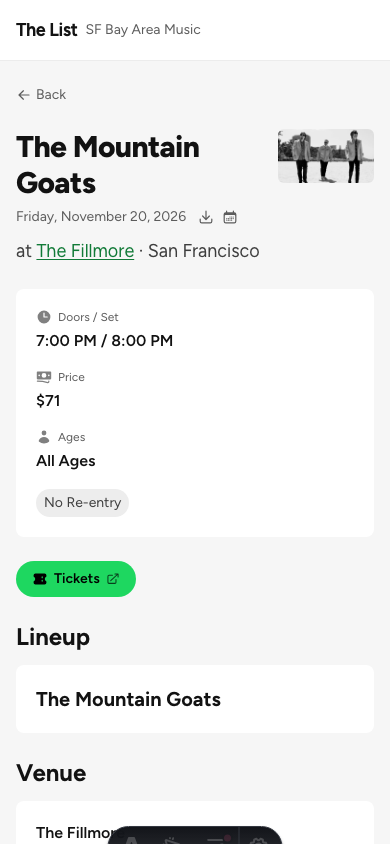 The List SF Bay Area Music
Back
The Mountain
Goats
Friday, November 20, 2026
at The Fillmore · San Francisco
Doors / Set
7:00 PM / 8:00 PM
Price
$71
Ages
All Ages
No Re-entry
Tickets
Lineup
The Mountain Goats
Venue
The